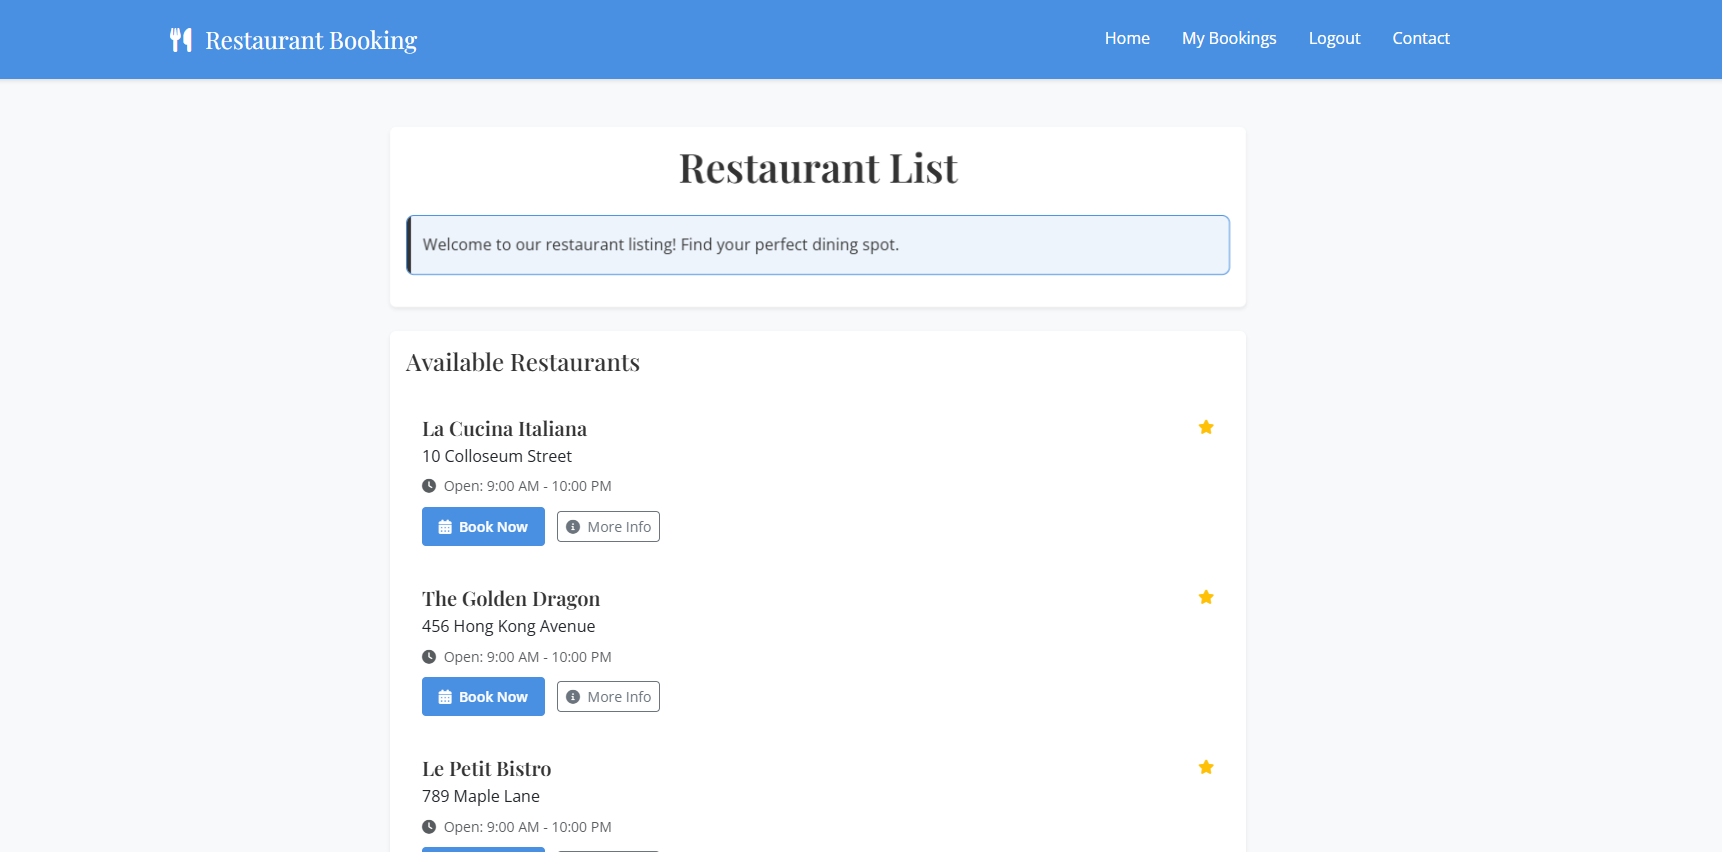 Restaurant Booking
Home My Bookings Logout Contact
Restaurant List
Welcome to our restaurant listing! Find your perfect dining spot.
Available Restaurants
La Cucina Italiana
10 Colloseum Street
Open: 9:00 AM - 10:00 PM
Book Now More Info
The Golden Dragon
456 Hong Kong Avenue
Open: 9:00 AM - 10:00 PM
Book Now More Info
Le Petit Bistro
789 Maple Lane
Open: 9:00 AM - 10:00 PM